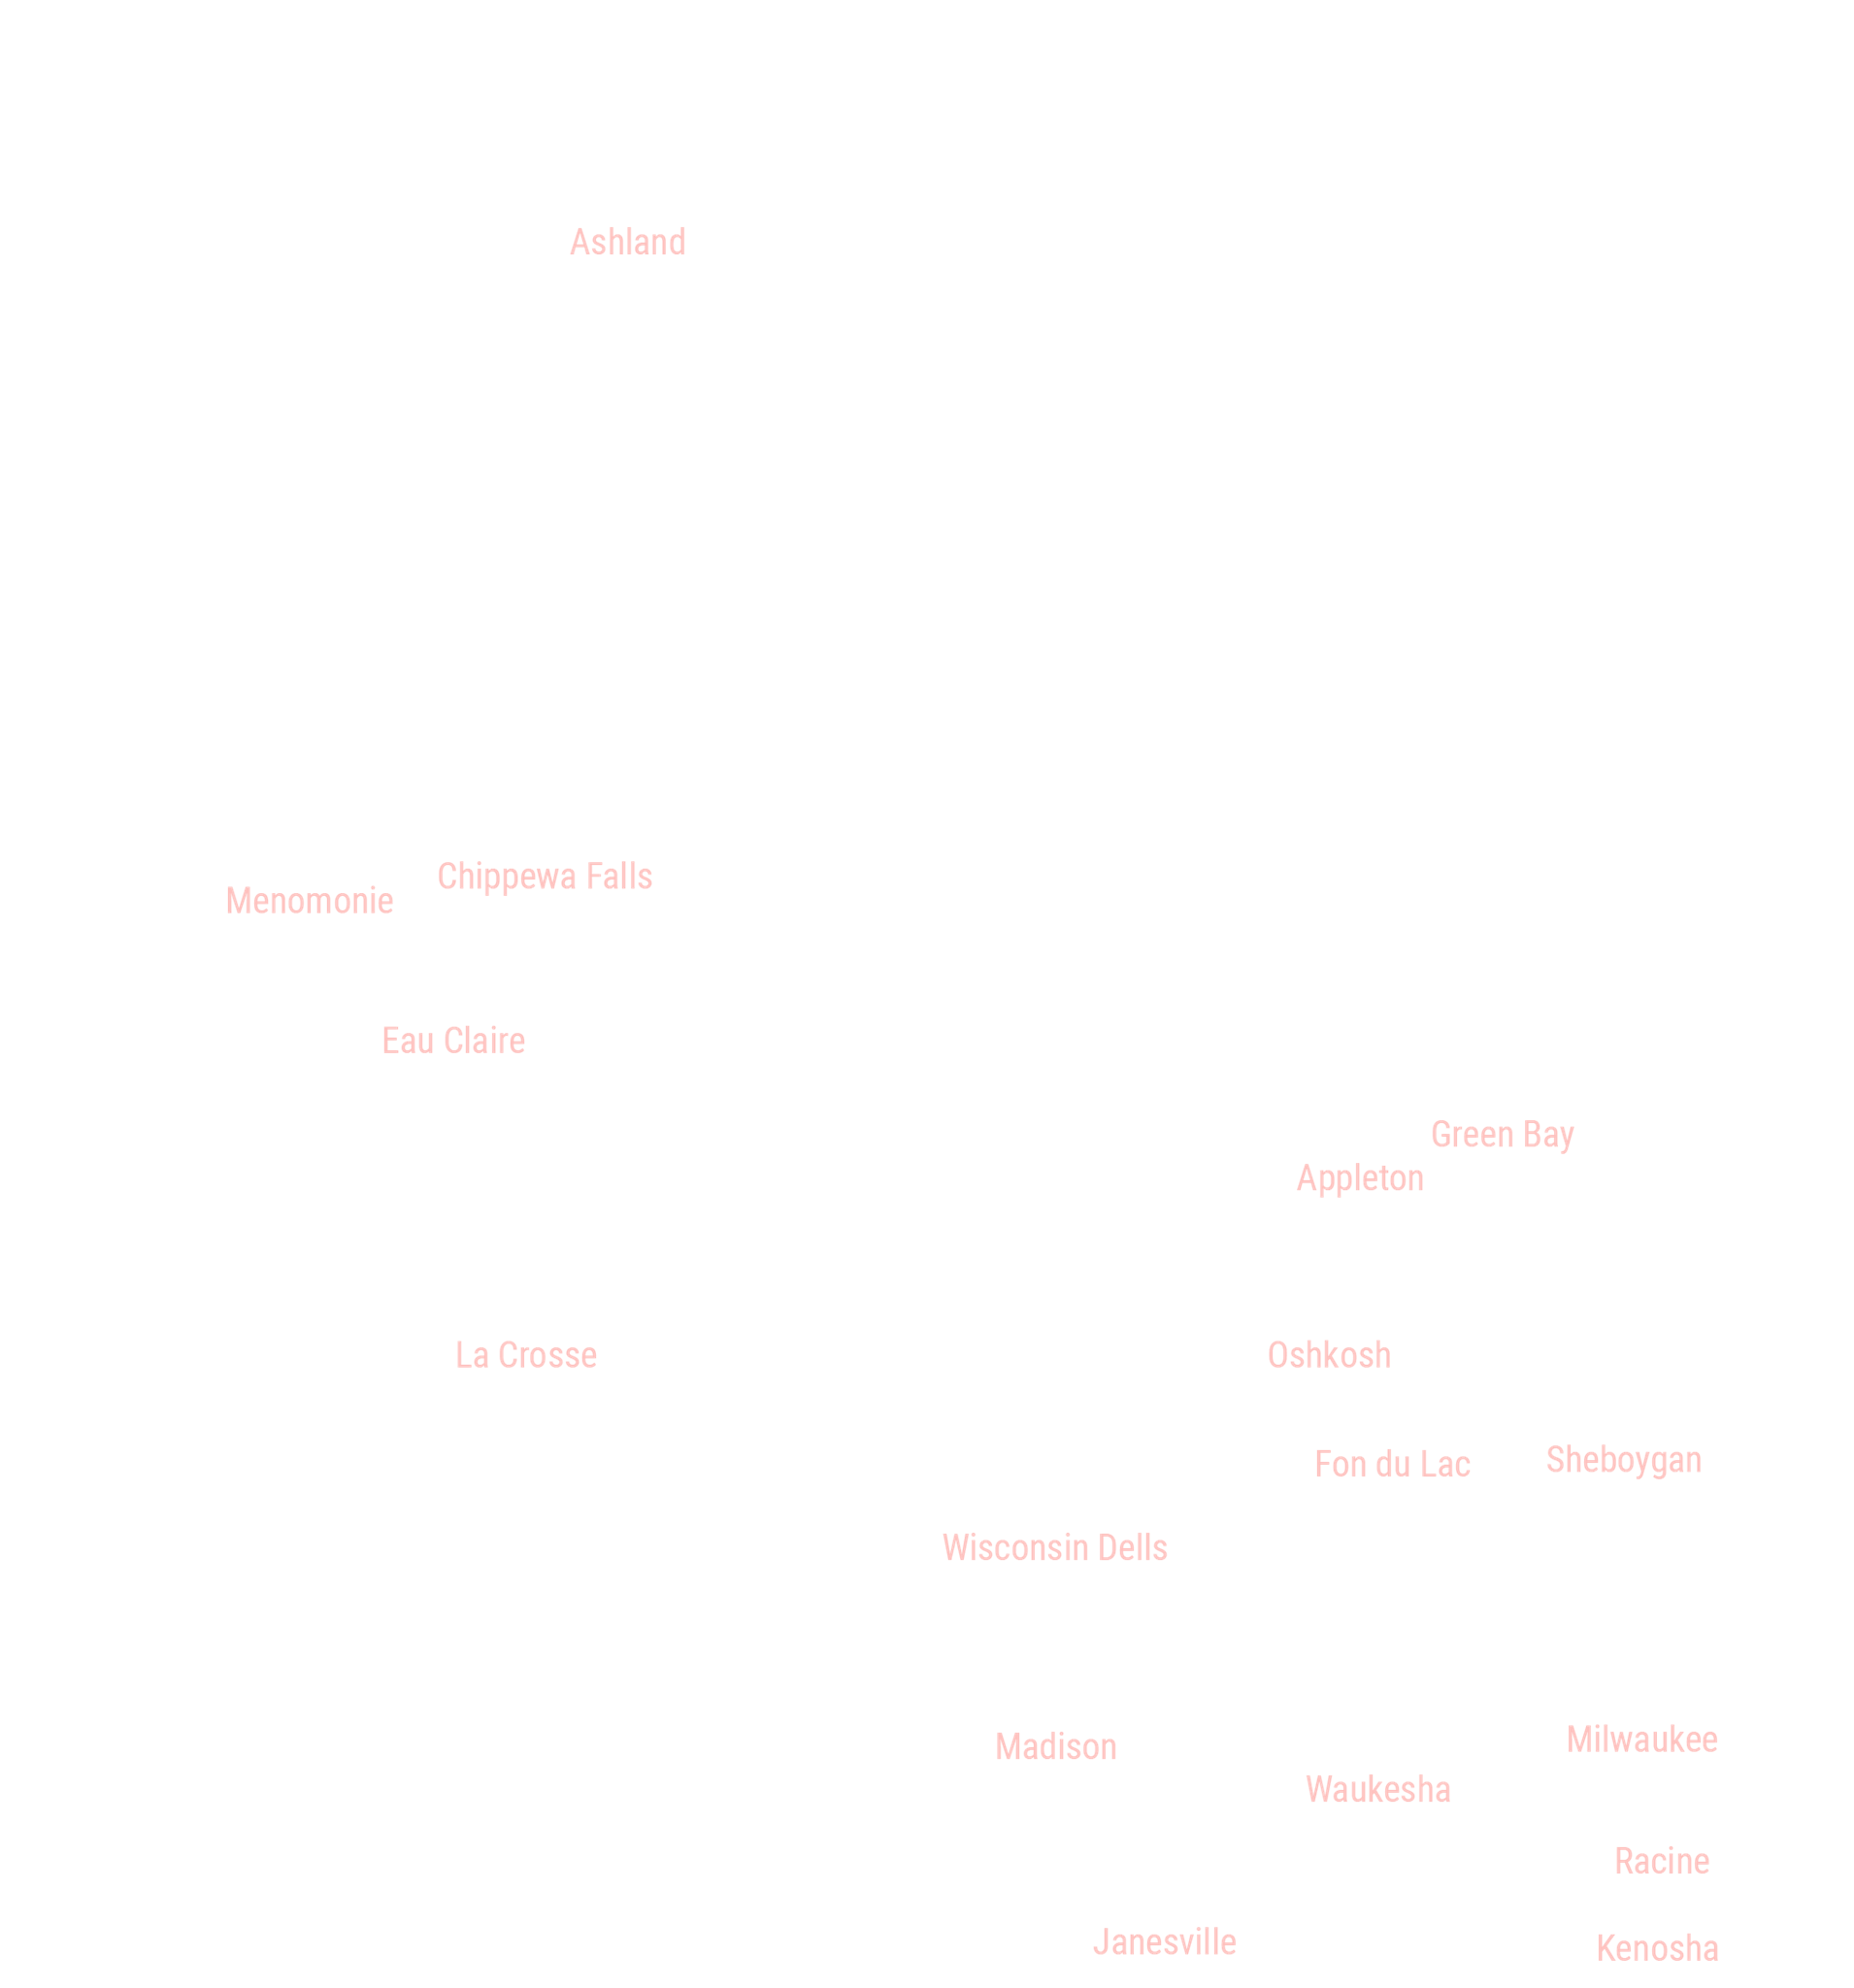 Ashland
Chippewa Falls
Menomonie
Eau Claire
Green Bay
Appleton
La Crosse
Oshkosh
Fon du Lac
Sheboygan
Wisconsin Dells
Madison
Milwaukee
Waukesha
Racine
Janesville
Kenosha